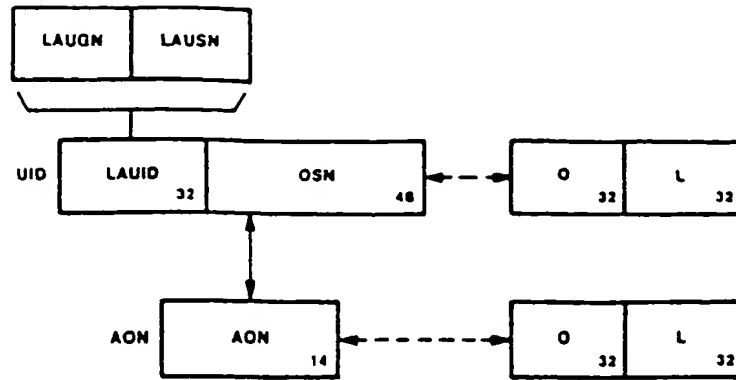 LAUGN LAUSN
UID LAUID 32 OSN 48 O 32 L 32
AON AON 14 O 32 L 32